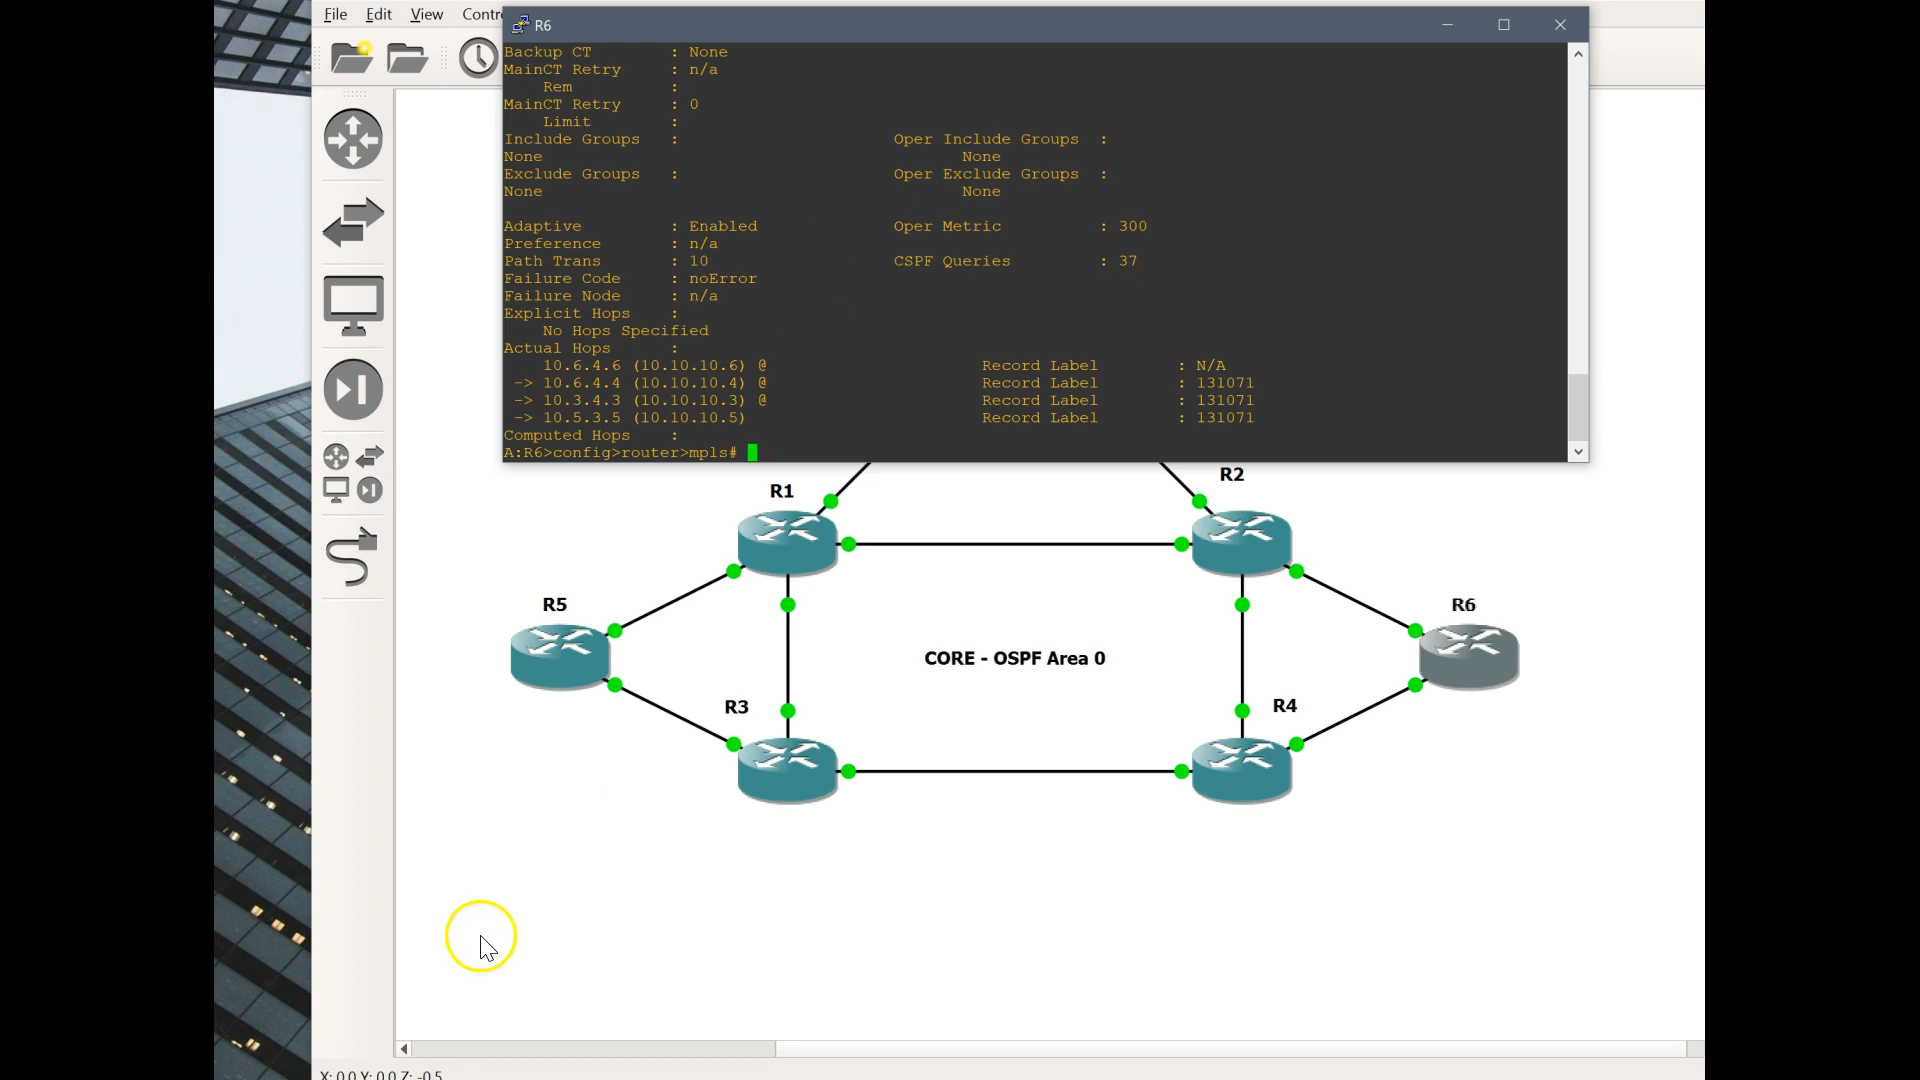 File Edit View Contr
R6
Backup CT : None
MainCT Retry : n/a
Rem :
MainCT Retry : 0
Limit :
Include Groups : Oper Include Groups :
None None
Exclude Groups : Oper Exclude Groups :
None None
Adaptive : Enabled Oper Metric : 300
Preference : n/a
Path Trans : 10 CSPF Queries : 37
Failure Code : noError
Failure Node : n/a
Explicit Hops :
No Hops Specified
Actual Hops :
10.6.4.6 (10.10.10.6) @ Record Label : N/A
-> 10.6.4.4 (10.10.10.4) @ Record Label : 131071
-> 10.3.4.3 (10.10.10.3) @ Record Label : 131071
-> 10.5.3.5 (10.10.10.5) Record Label : 131071
Computed Hops :
A:R6>config>router>mpls#
R2
R1
R5
R6
CORE - OSPF Area 0
R3
R4
X: 0.0 Y: 0.0 Z: -0.5